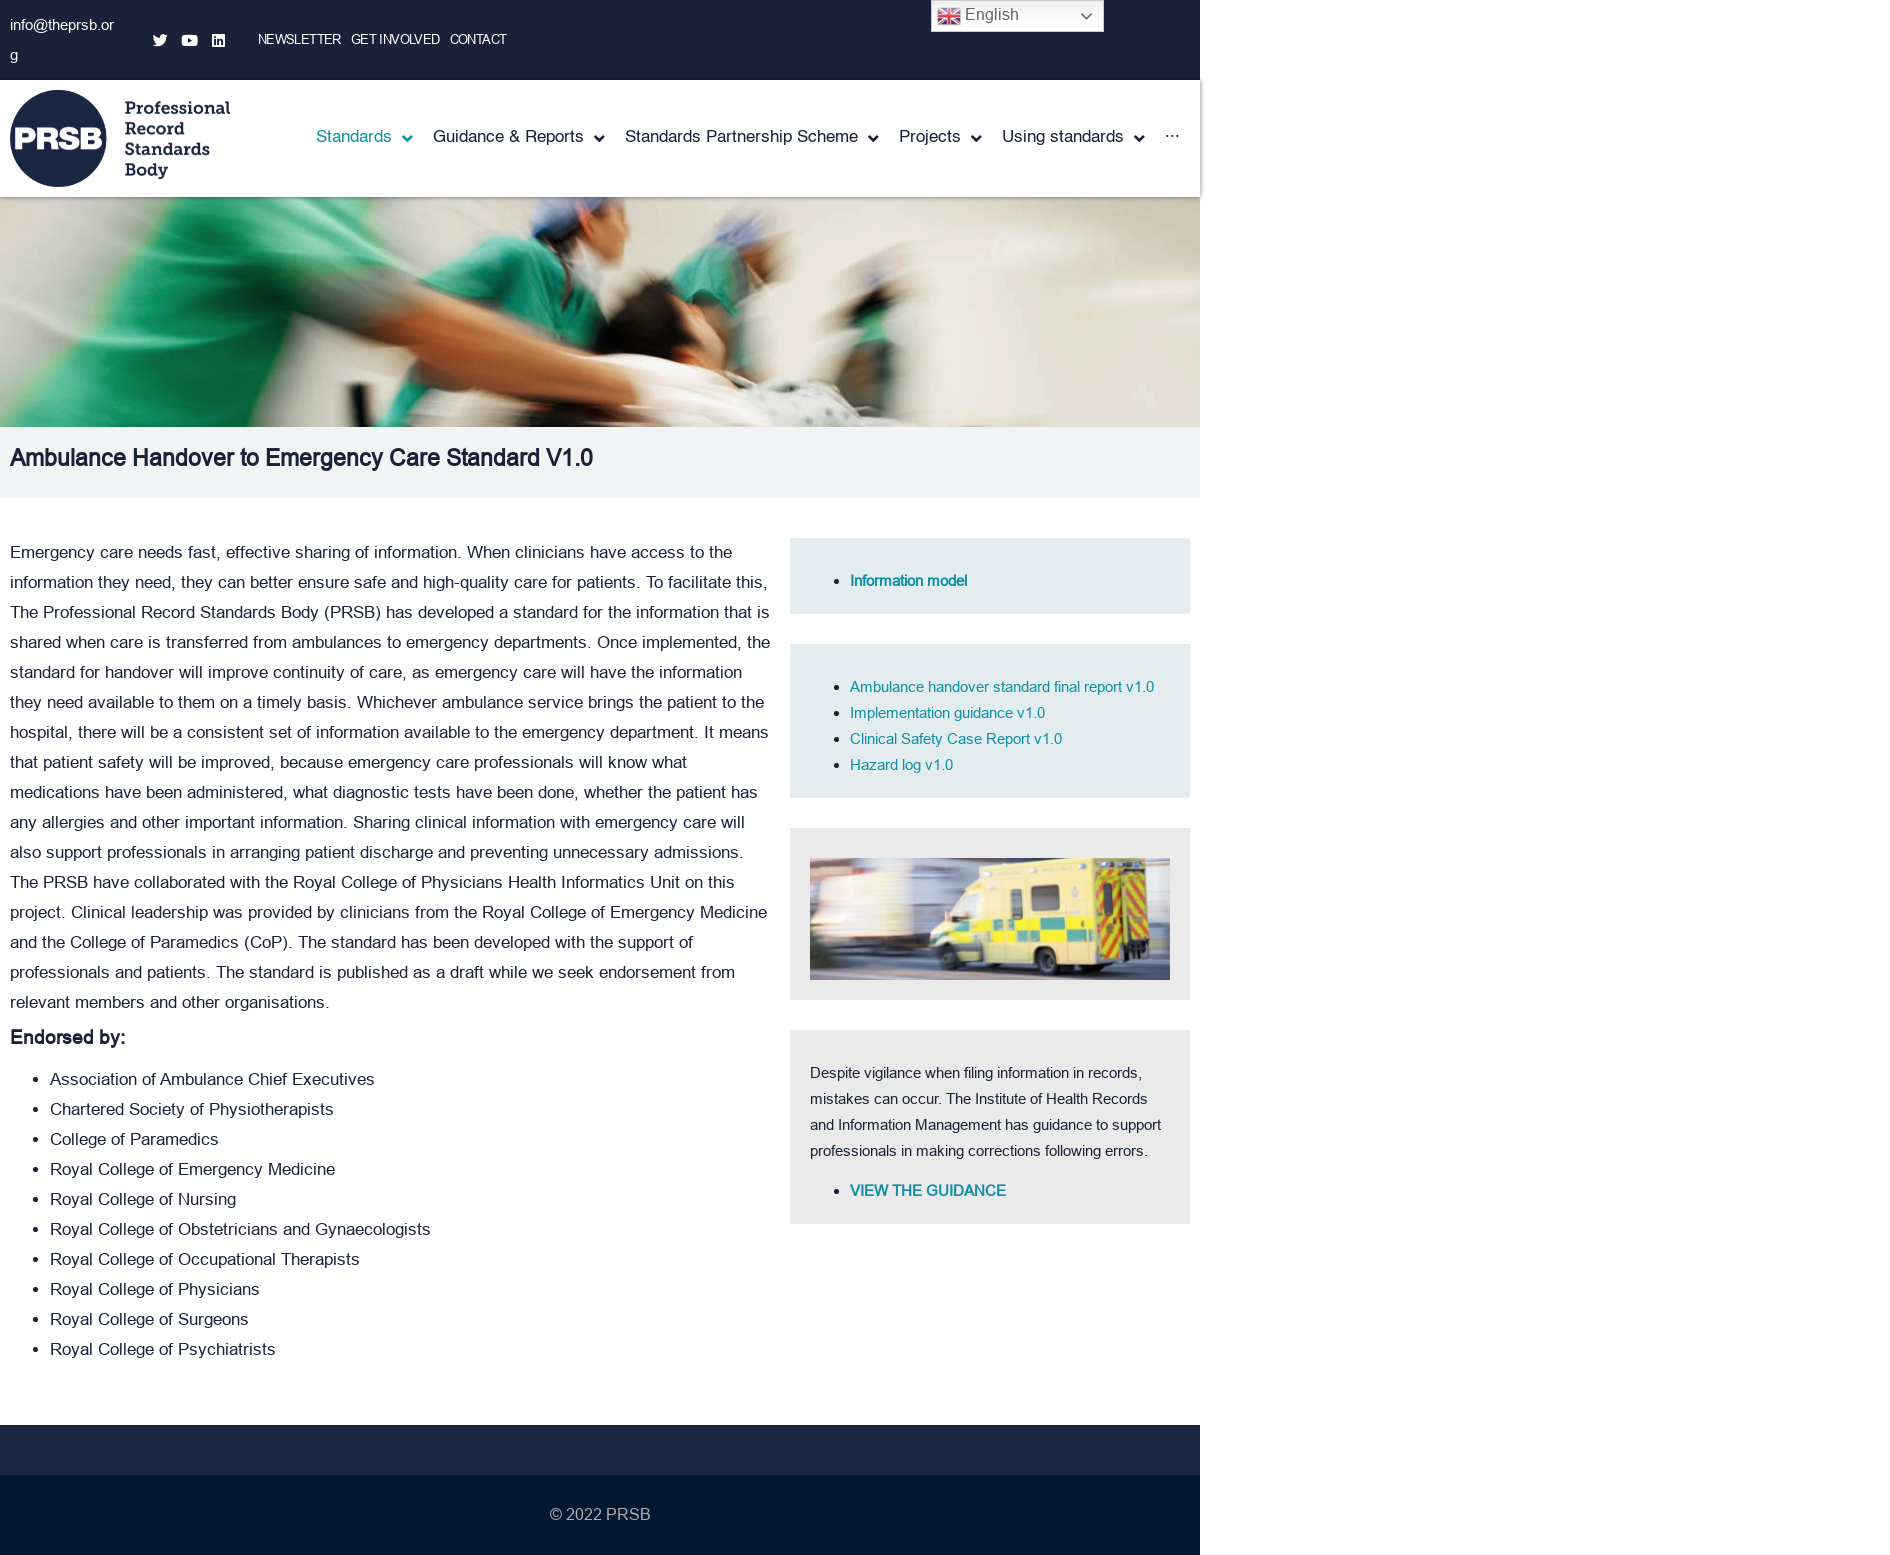 info@theprsb.or
g
NEWSLETTER GET INVOLVED CONTACT
English
PRSB
Professional
Record
Standards
Body
Standards Guidance & Reports Standards Partnership Scheme Projects Using standards ...
Ambulance Handover to Emergency Care Standard V1.0
Emergency care needs fast, effective sharing of information. When clinicians have access to the
information they need, they can better ensure safe and high-quality care for patients. To facilitate this,
The Professional Record Standards Body (PRSB) has developed a standard for the information that is
shared when care is transferred from ambulances to emergency departments. Once implemented, the
standard for handover will improve continuity of care, as emergency care will have the information
they need available to them on a timely basis. Whichever ambulance service brings the patient to the
hospital, there will be a consistent set of information available to the emergency department. It means
that patient safety will be improved, because emergency care professionals will know what
medications have been administered, what diagnostic tests have been done, whether the patient has
any allergies and other important information. Sharing clinical information with emergency care will
also support professionals in arranging patient discharge and preventing unnecessary admissions.
The PRSB have collaborated with the Royal College of Physicians Health Informatics Unit on this
project. Clinical leadership was provided by clinicians from the Royal College of Emergency Medicine
and the College of Paramedics (CoP). The standard has been developed with the support of
professionals and patients. The standard is published as a draft while we seek endorsement from
relevant members and other organisations.
Endorsed by:
Association of Ambulance Chief Executives
Chartered Society of Physiotherapists
College of Paramedics
Royal College of Emergency Medicine
Royal College of Nursing
Royal College of Obstetricians and Gynaecologists
Royal College of Occupational Therapists
Royal College of Physicians
Royal College of Surgeons
Royal College of Psychiatrists
Information model
Ambulance handover standard final report v1.0
Implementation guidance v1.0
Clinical Safety Case Report v1.0
Hazard log v1.0
Despite vigilance when filing information in records,
mistakes can occur. The Institute of Health Records
and Information Management has guidance to support
professionals in making corrections following errors.
VIEW THE GUIDANCE
© 2022 PRSB